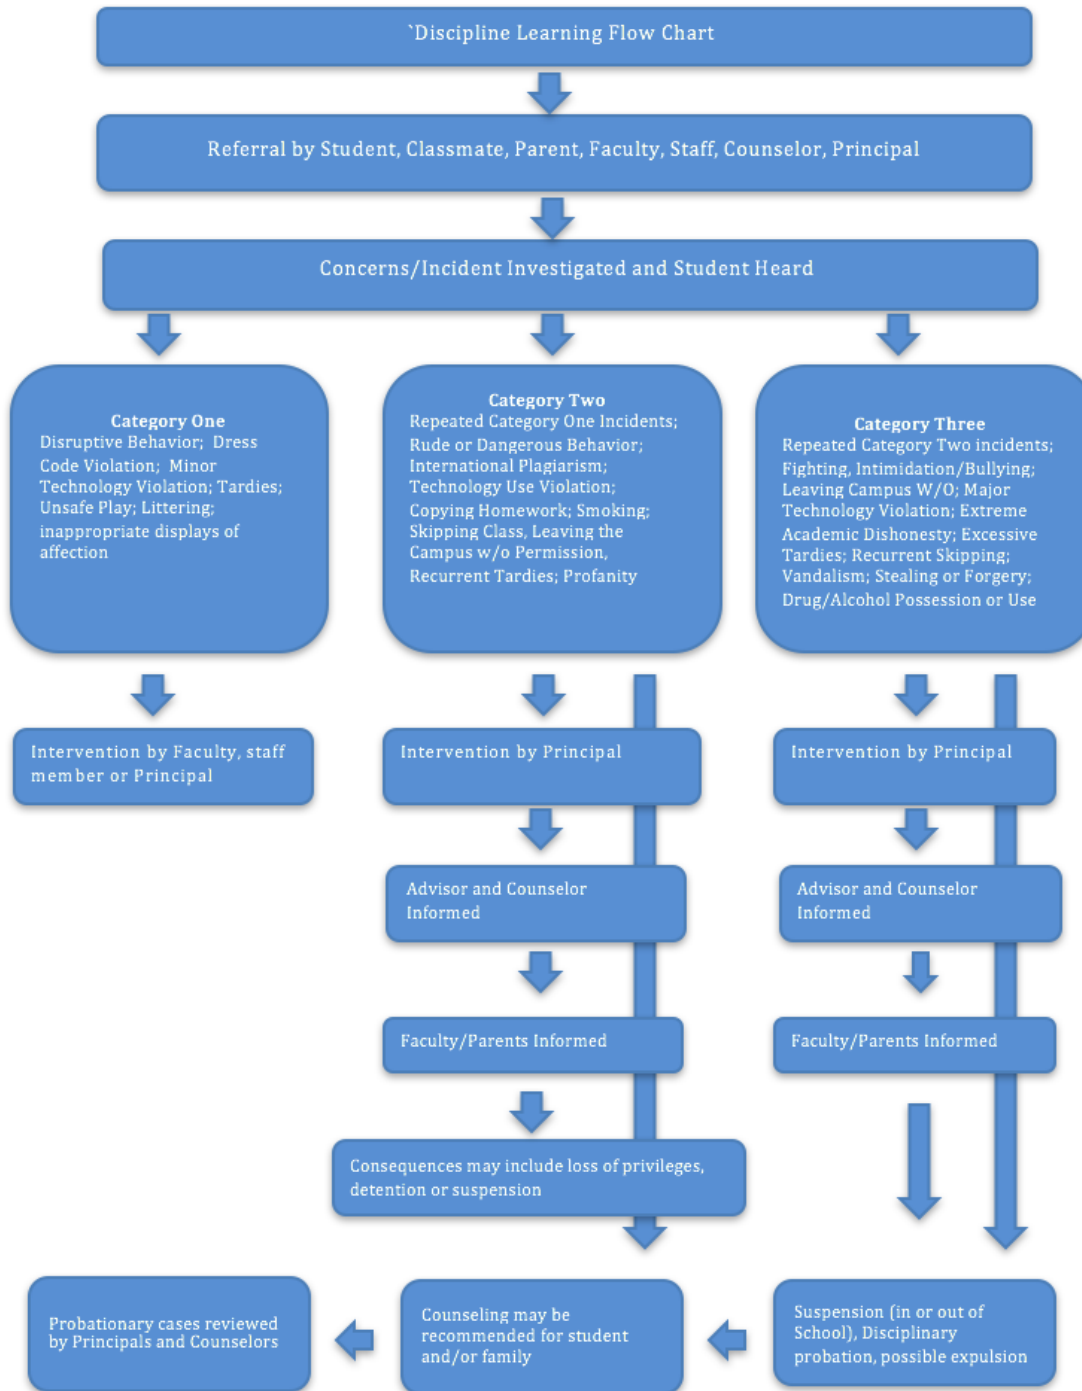 `Discipline Learning Flow Chart
Referral by Student, Classmate, Parent, Faculty, Staff, Counselor, Principal
Concerns/Incident Investigated and Student Heard
Category One
Disruptive Behavior; Dress
Code Violation; Minor
Technology Violation; Tardies;
Unsafe Play; Littering;
inappropriate displays of
affection
Category Two
Repeated Category One Incidents;
Rude or Dangerous Behavior;
International Plagiarism;
Technology Use Violation;
Copying Homework; Smoking;
Skipping Class, Leaving the
Campus w/o Permission,
Recurrent Tardies; Profanity
Category Three
Repeated Category Two incidents;
Fighting, Intimidation/Bullying;
Leaving Campus W/O; Major
Technology Violation; Extreme
Academic Dishonesty; Excessive
Tardies; Recurrent Skipping;
Vandalism; Stealing or Forgery;
Drug/Alcohol Possession or Use
Intervention by Faculty, staff
member or Principal
Intervention by Principal
Intervention by Principal
Advisor and Counselor
Informed
Advisor and Counselor
Informed
Faculty/Parents Informed
Faculty/Parents Informed
Consequences may include loss of privileges,
detention or suspension
Probationary cases reviewed
by Principals and Counselors
Counseling may be
recommended for student
and/or family
Suspension (in or out of
School), Disciplinary
probation, possible expulsion